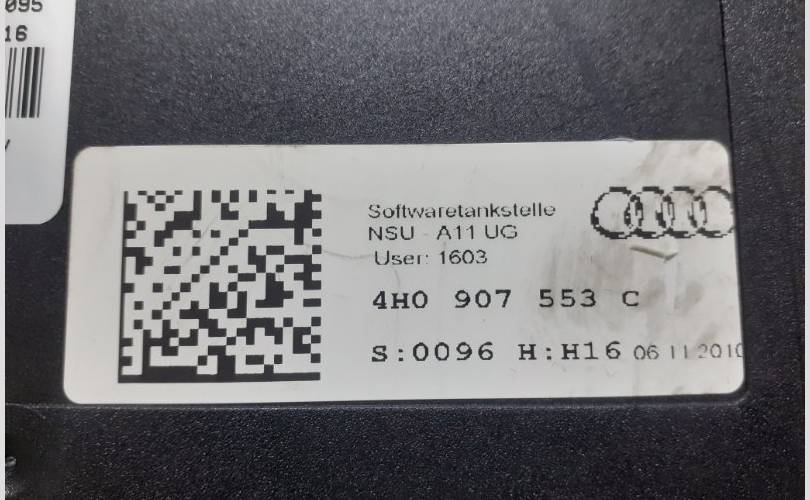 095
16
Softwaretankstelle
NSU - A11 UG
User: 1603
4H0 907 553 C
S:0096 H:H16 06 11 2010